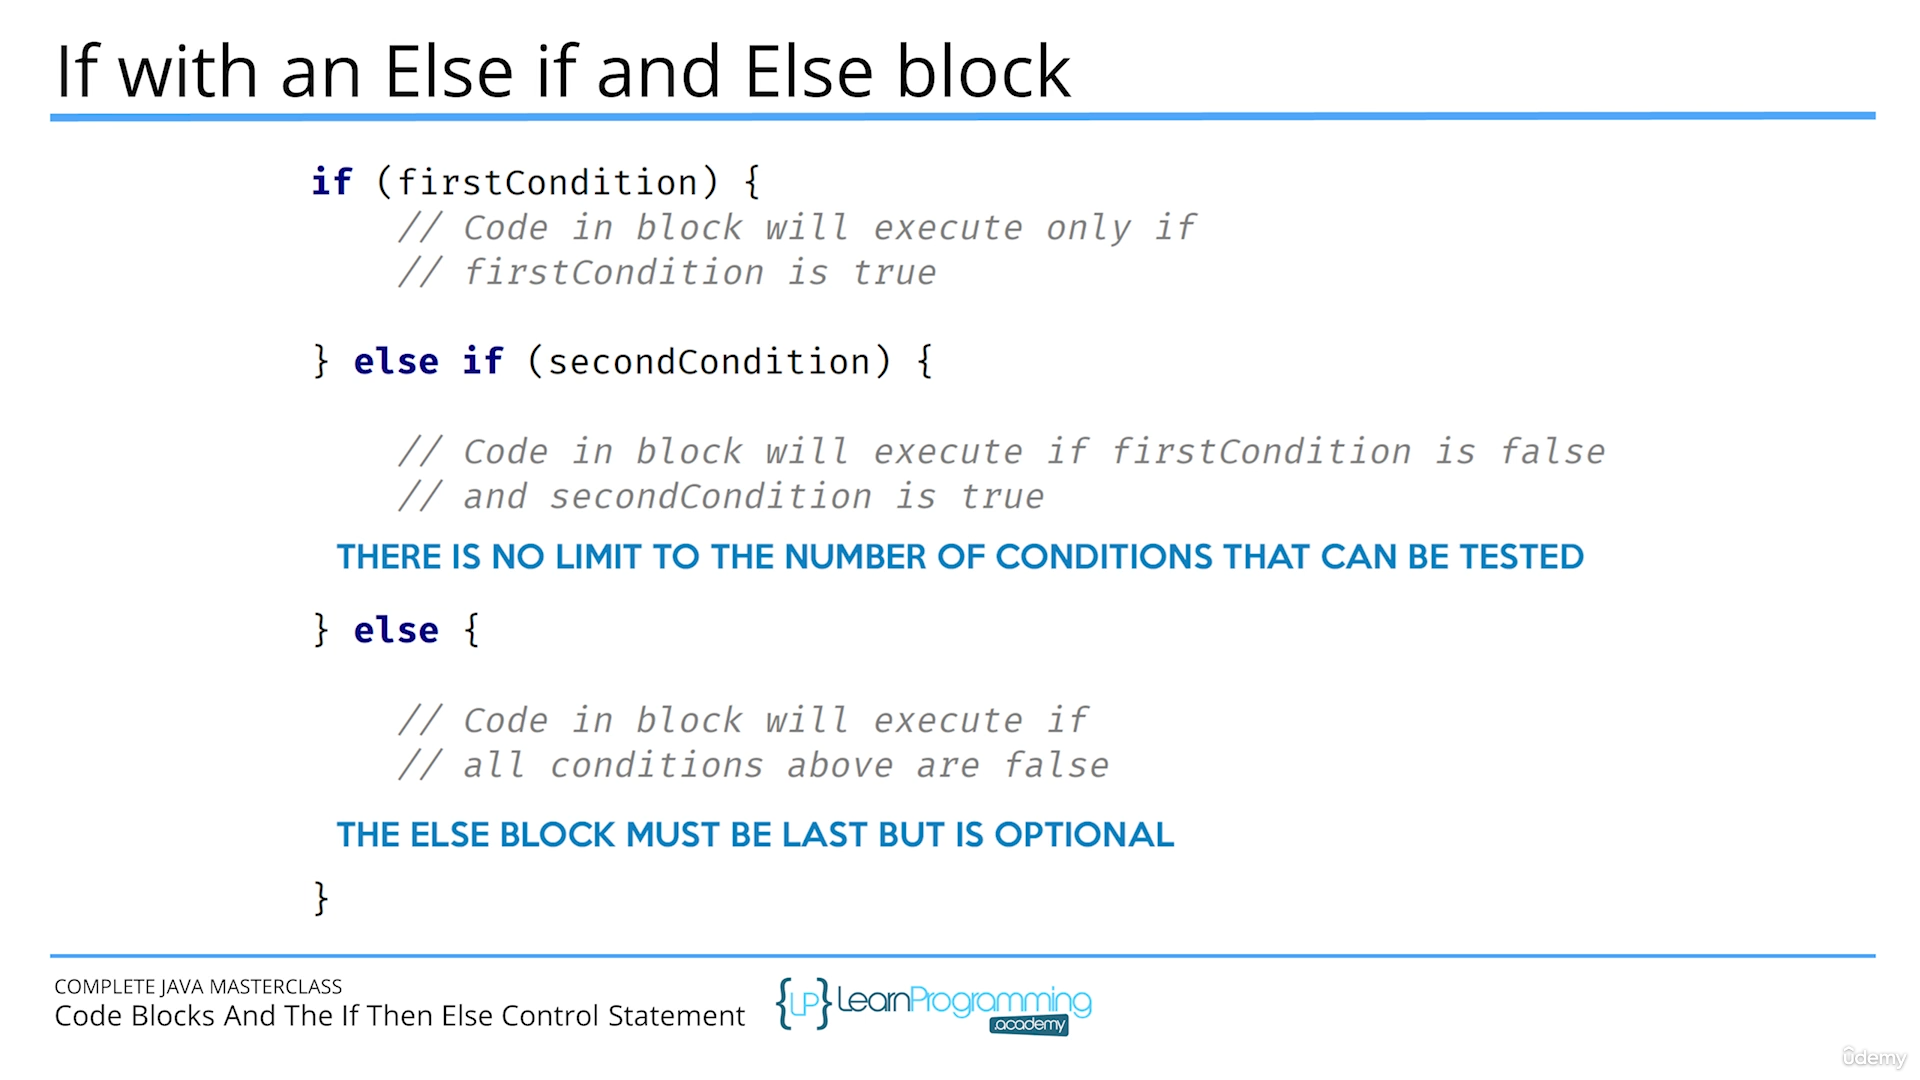 If with an Else if and Else block
if (firstCondition) {
// Code in block will execute only if
// firstCondition is true
} else if (secondCondition) {
// Code in block will execute if firstCondition is false
// and secondCondition is true
THERE IS NO LIMIT TO THE NUMBER OF CONDITIONS THAT CAN BE TESTED
} else {
// Code in block will execute if
// all conditions above are false
THE ELSE BLOCK MUST BE LAST BUT IS OPTIONAL
}
COMPLETE JAVA MASTERCLASS
Code Blocks And The If Then Else Control Statement
{LP} LearnProgramming
.academy
ûdemy